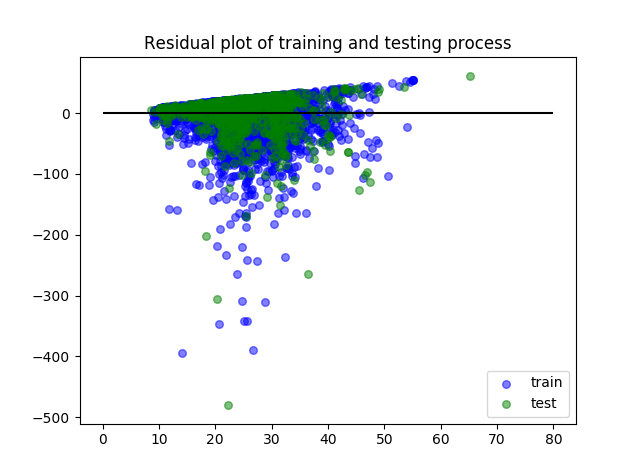 Residual plot of training and testing process
0
−100
−200
−300
−400
−500
0 10 20 30 40 50 60 70 80
train
test